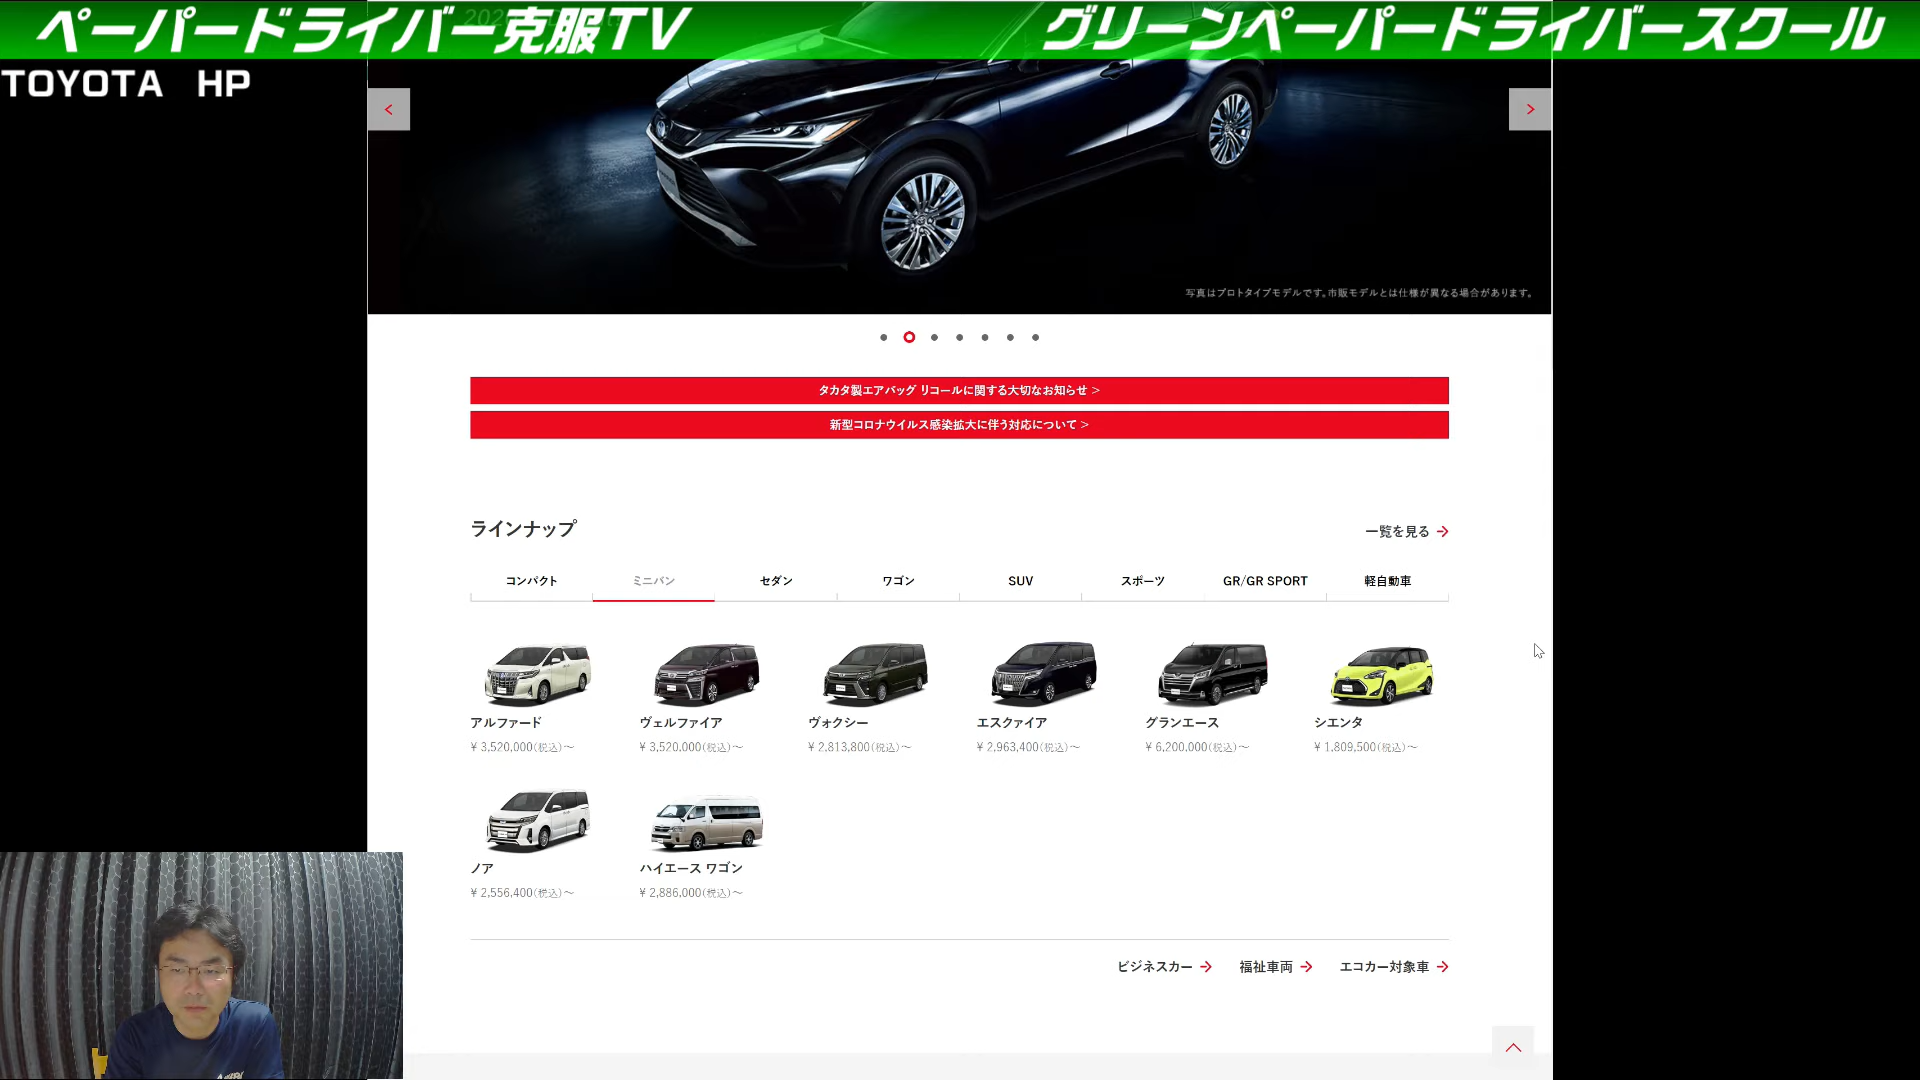 ペーパードライバー克服TV
グリーンペーパードライバースクール
TOYOTA HP
写真はプロトタイプモデルです。市販モデルとは仕様が異なる場合があります。
タカタ製エアバッグ リコールに関する大切なお知らせ >
新型コロナウイルス感染拡大に伴う対応について >
ラインナップ
一覧を見る
コンパクト ミニバン セダン ワゴン SUV スポーツ GR/GR SPORT 軽自動車
アルファード ヴェルファイア ヴォクシー エスクァイア グランエース シエンタ
¥ 3,520,000(税込)～ ¥ 3,520,000(税込)～ ¥ 2,813,800(税込)～ ¥ 2,963,400(税込)～ ¥ 6,200,000(税込)～ ¥ 1,809,500(税込)～
ノア ハイエース ワゴン
¥ 2,556,400(税込)～ ¥ 2,886,000(税込)～
ビジネスカー 福祉車両 エコカー対象車